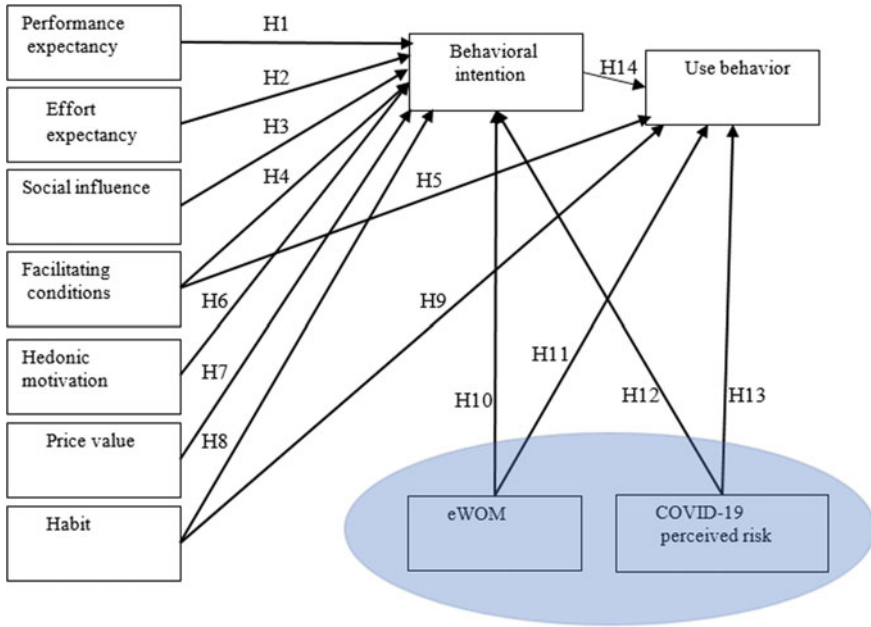 Performance
expectancy
H1
Behavioral
intention
H14
Use behavior
Effort
expectancy
H2
Social influence
H3
H4
H5
Facilitating
conditions
H6
H9
Hedonic
motivation
H7
H11
H10
H12
H13
Price value
H8
Habit
eWOM
COVID-19
perceived risk